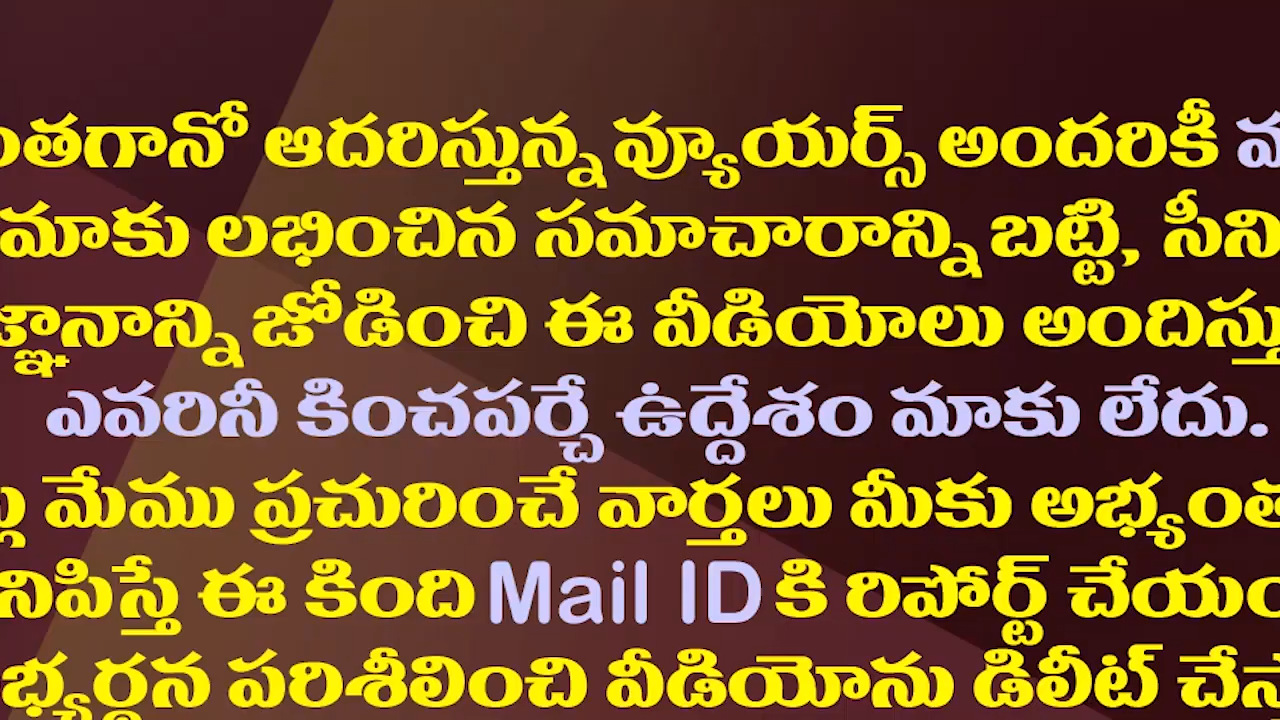 ంతగానో ఆదరిస్తున్న వ్యూయర్స్ అందరికీ
మాకు లభించిన సమాచారాన్ని బట్టి, సీని
జ్ఞానాన్ని జోడించి ఈ వీడియోలు అందిస్తు
ఎవరినీ కించపర్చే ఉద్దేశం మాకు లేదు.
మేము ప్రచురించే వార్తలు మీకు అభ్యంత
నిపిస్తే ఈ కింది Mail ID కి రిపోర్ట్ చేయం
భ్యర్థన పరిశీలించి వీడియోను డిలీట్ చేస